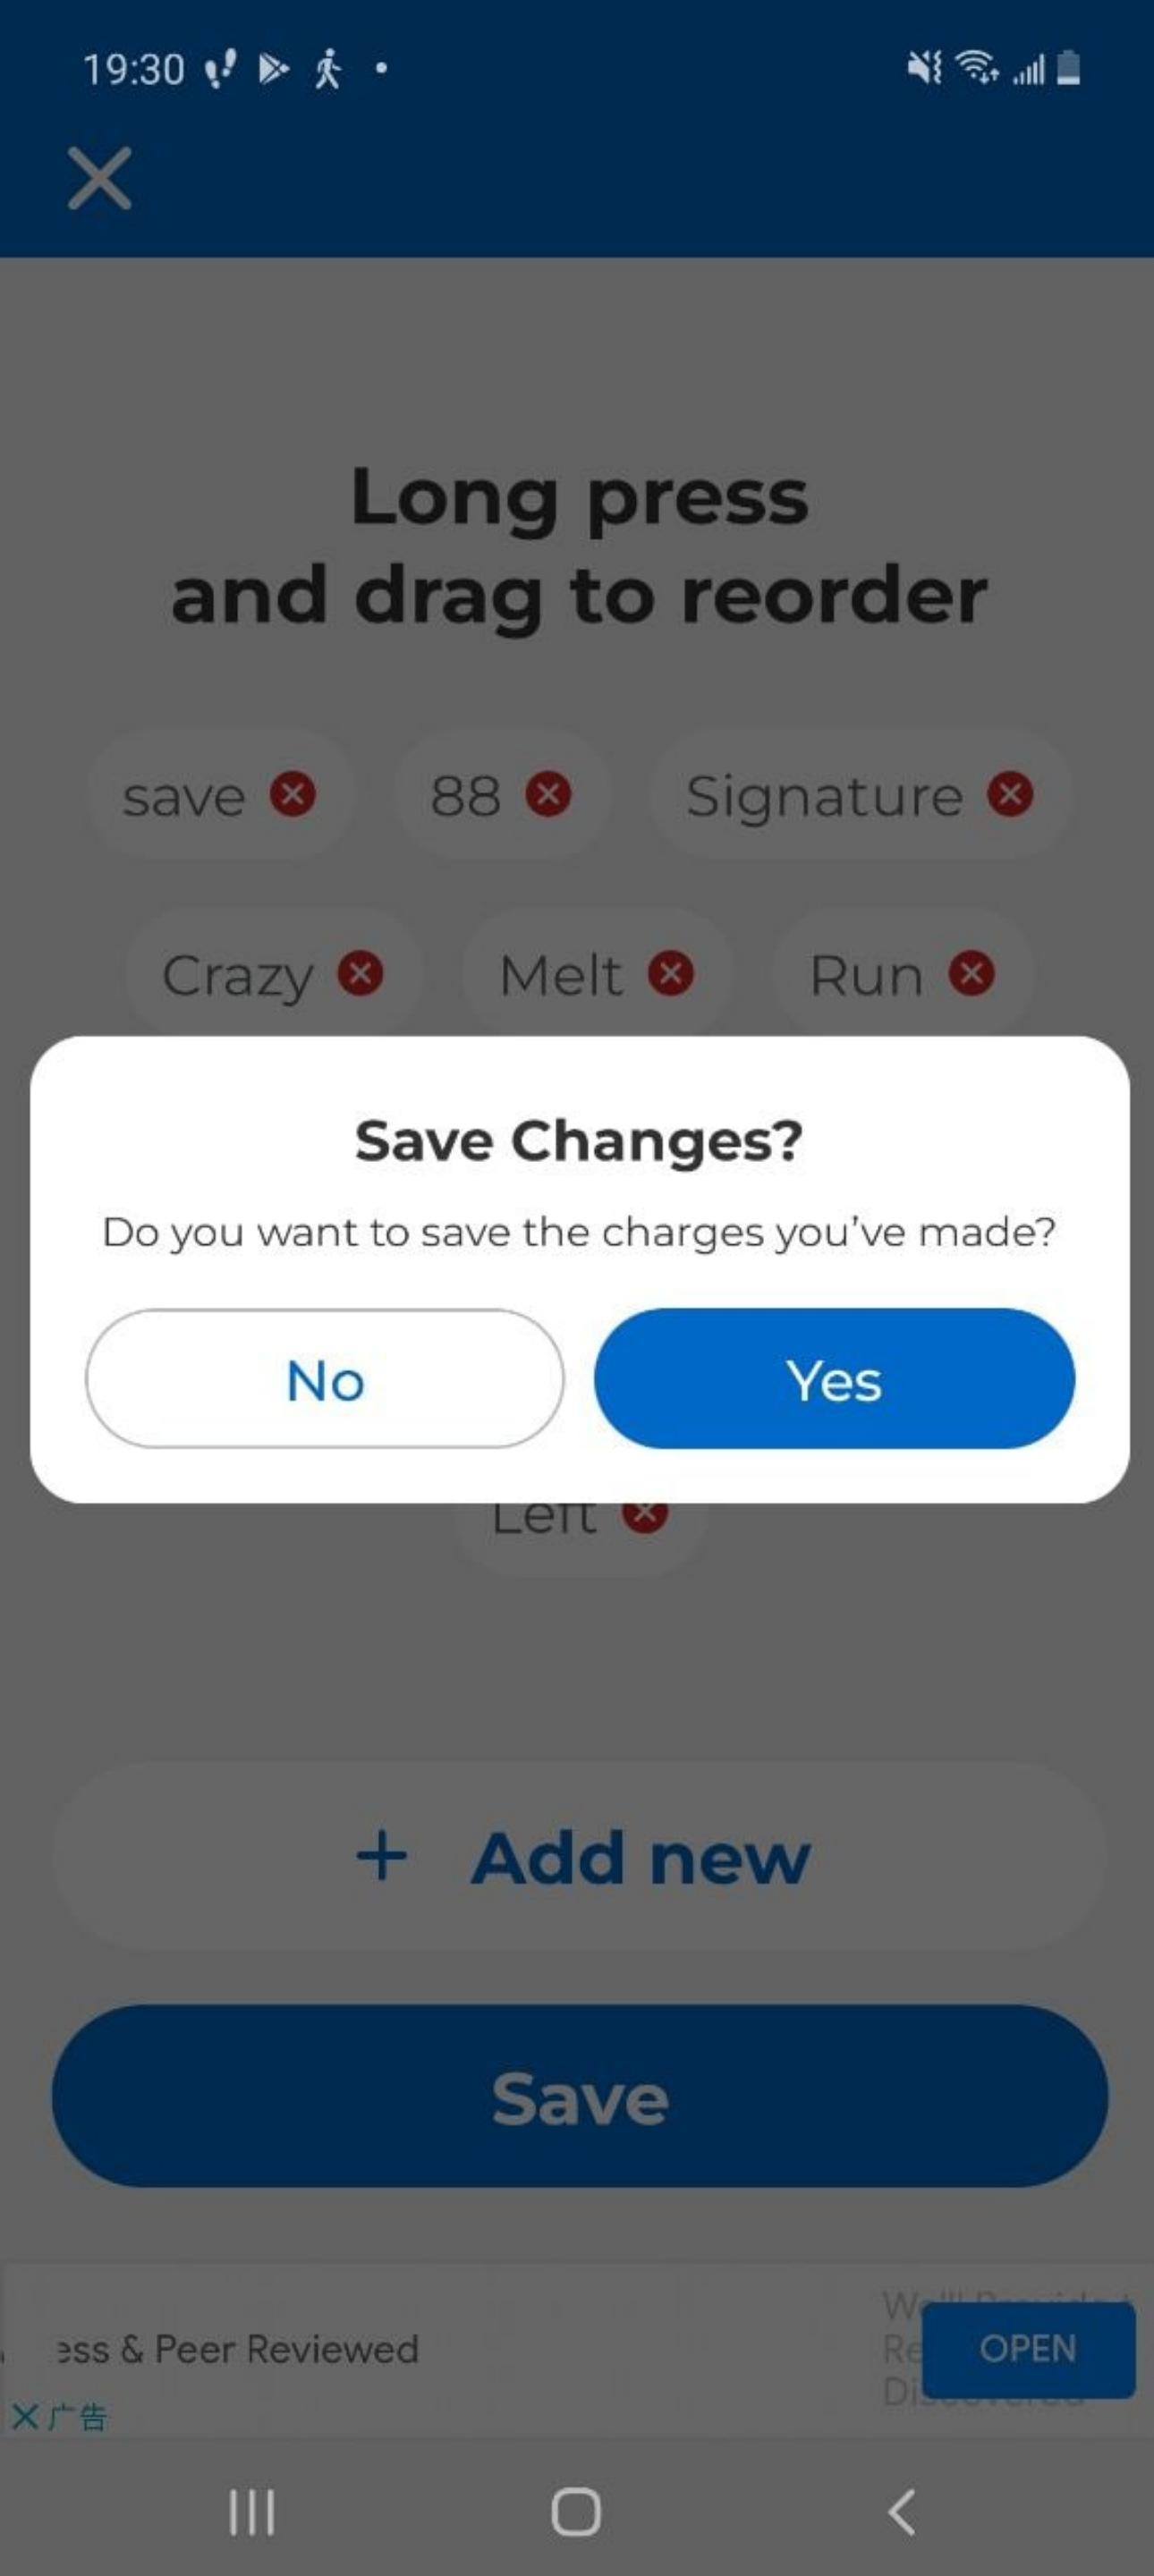 19:30
Long press
and drag to reorder
save
88
Signature
Crazy
Melt
Run
Save Changes?
Do you want to save the charges you've made?
No
Yes
Left
+ Add new
Save
ess & Peer Reviewed
OPEN
广告